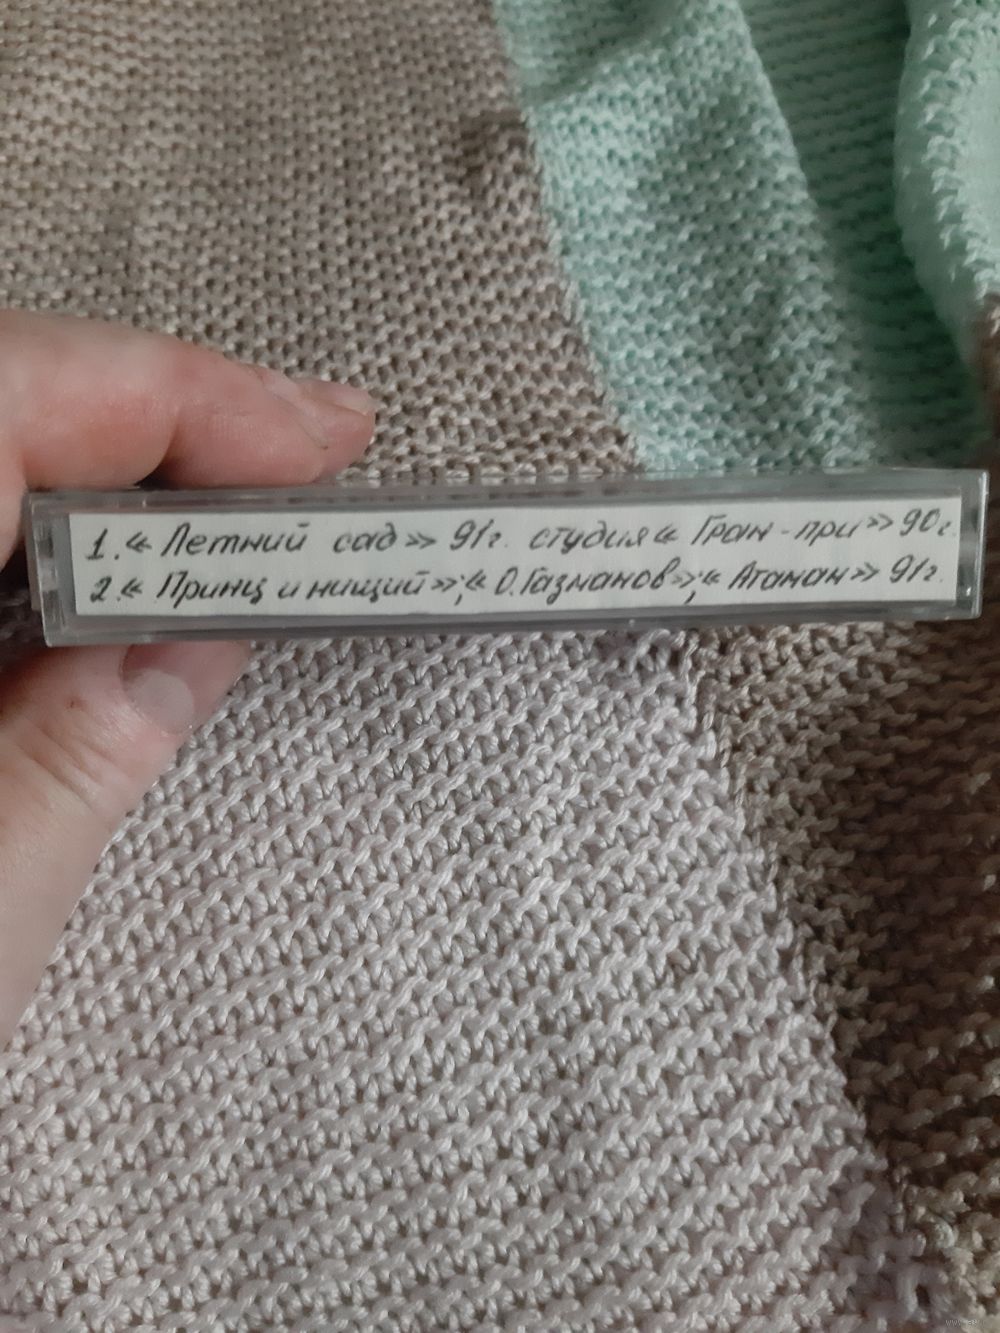 1. « Летний сад » 91г. студия « Гран-при » 90г.
2. « Принц и нищий »; « О.Газманов »; « Атаман » 91г.